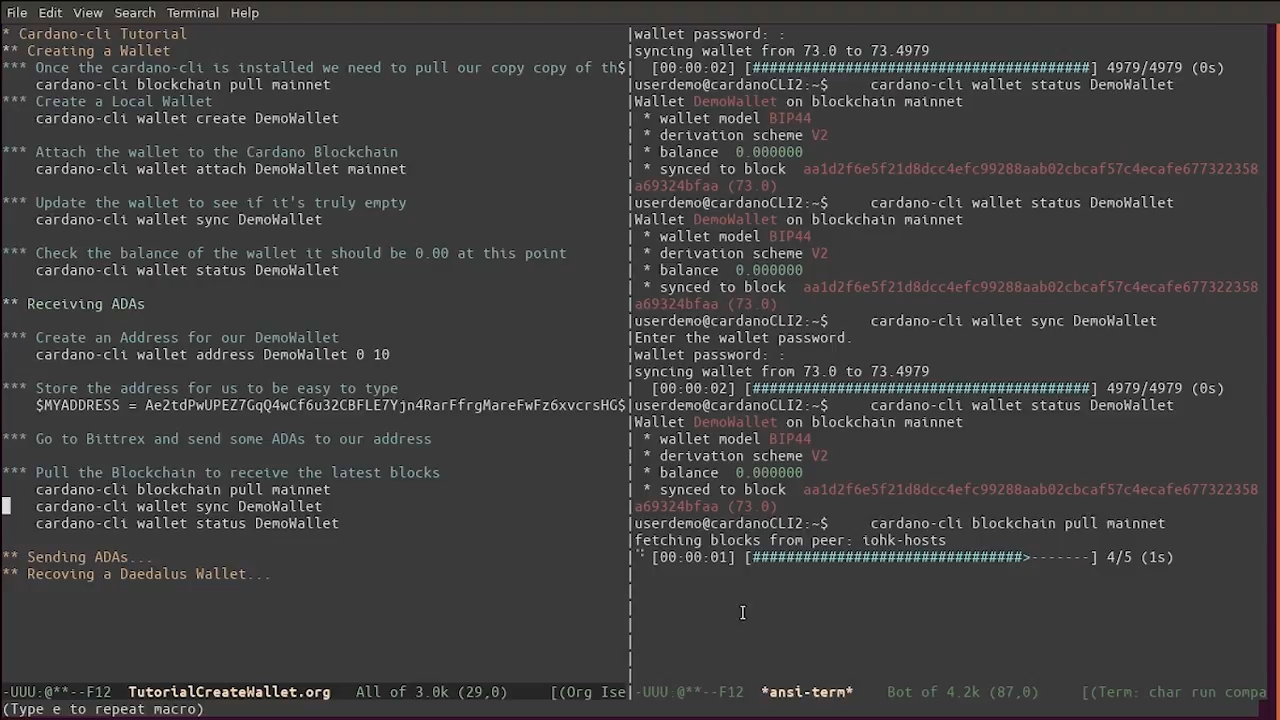 File Edit View Search Terminal Help
* Cardano-cli Tutorial
** Creating a Wallet
*** Once the cardano-cli is installed we need to pull our copy copy of th$
cardano-cli blockchain pull mainnet
*** Create a Local Wallet
cardano-cli wallet create DemoWallet
*** Attach the wallet to the Cardano Blockchain
cardano-cli wallet attach DemoWallet mainnet
*** Update the wallet to see if it's truly empty
cardano-cli wallet sync DemoWallet
*** Check the balance of the wallet it should be 0.00 at this point
cardano-cli wallet status DemoWallet
** Receiving ADAs
*** Create an Address for our DemoWallet
cardano-cli wallet address DemoWallet 0 10
*** Store the address for us to be easy to type
$MYADDRESS = Ae2tdPwUPEZ7GqQ4wCf6u32CBFLE7Yjn4RarFfrgMareFwFz6xvcrsHG$
*** Go to Bittrex and send some ADAs to our address
*** Pull the Blockchain to receive the latest blocks
cardano-cli blockchain pull mainnet
cardano-cli wallet sync DemoWallet
cardano-cli wallet status DemoWallet
** Sending ADAs...
** Recoving a Daedalus Wallet...
-UUU:@**--F12 TutorialCreateWallet.org All of 3.0k (29,0) [(Org Ise
|wallet password: :
|syncing wallet from 73.0 to 73.4979
| [00:00:02] [########################################] 4979/4979 (0s)
|userdemo@cardanoCLI2:~$ cardano-cli wallet status DemoWallet
|Wallet DemoWallet on blockchain mainnet
| * wallet model BIP44
| * derivation scheme V2
| * balance 0.000000
| * synced to block aa1d2f6e5f21d8dcc4efc99288aab02cbcaf57c4ecafe677322358
|a69324bfaa (73.0)
|userdemo@cardanoCLI2:~$ cardano-cli wallet status DemoWallet
|Wallet DemoWallet on blockchain mainnet
| * wallet model BIP44
| * derivation scheme V2
| * balance 0.000000
| * synced to block aa1d2f6e5f21d8dcc4efc99288aab02cbcaf57c4ecafe677322358
|a69324bfaa (73.0)
|userdemo@cardanoCLI2:~$ cardano-cli wallet sync DemoWallet
|Enter the wallet password.
|wallet password: :
|syncing wallet from 73.0 to 73.4979
| [00:00:02] [########################################] 4979/4979 (0s)
|userdemo@cardanoCLI2:~$ cardano-cli wallet status DemoWallet
|Wallet DemoWallet on blockchain mainnet
| * wallet model BIP44
| * derivation scheme V2
| * balance 0.000000
| * synced to block aa1d2f6e5f21d8dcc4efc99288aab02cbcaf57c4ecafe677322358
|a69324bfaa (73.0)
|userdemo@cardanoCLI2:~$ cardano-cli blockchain pull mainnet
|fetching blocks from peer: iohk-hosts
[00:00:01] [################################>-------] 4/5 (1s)
-UUU:@**--F12 *ansi-term* Bot of 4.2k (87,0) [(Term: char run compa
(Type e to repeat macro)